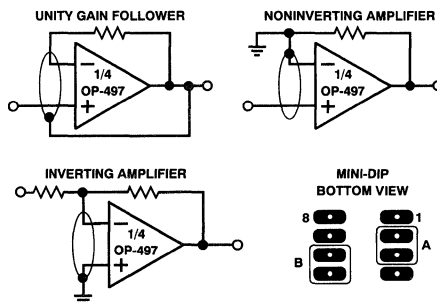 UNITY GAIN FOLLOWER
−
1/4
OP-497
+
NONINVERTING AMPLIFIER
−
1/4
OP-497
+
INVERTING AMPLIFIER
−
1/4
OP-497
+
MINI-DIP
BOTTOM VIEW
8 1
A
B